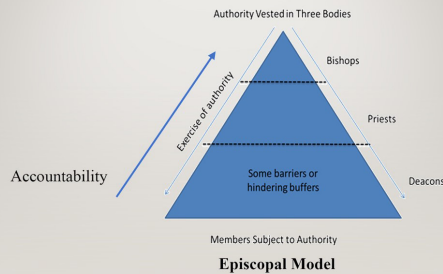 Authority Vested in Three Bodies
Bishops
Exercise of authority
Priests
Accountability
Some barriers or
hindering buffers
Deacons
Members Subject to Authority
Episcopal Model